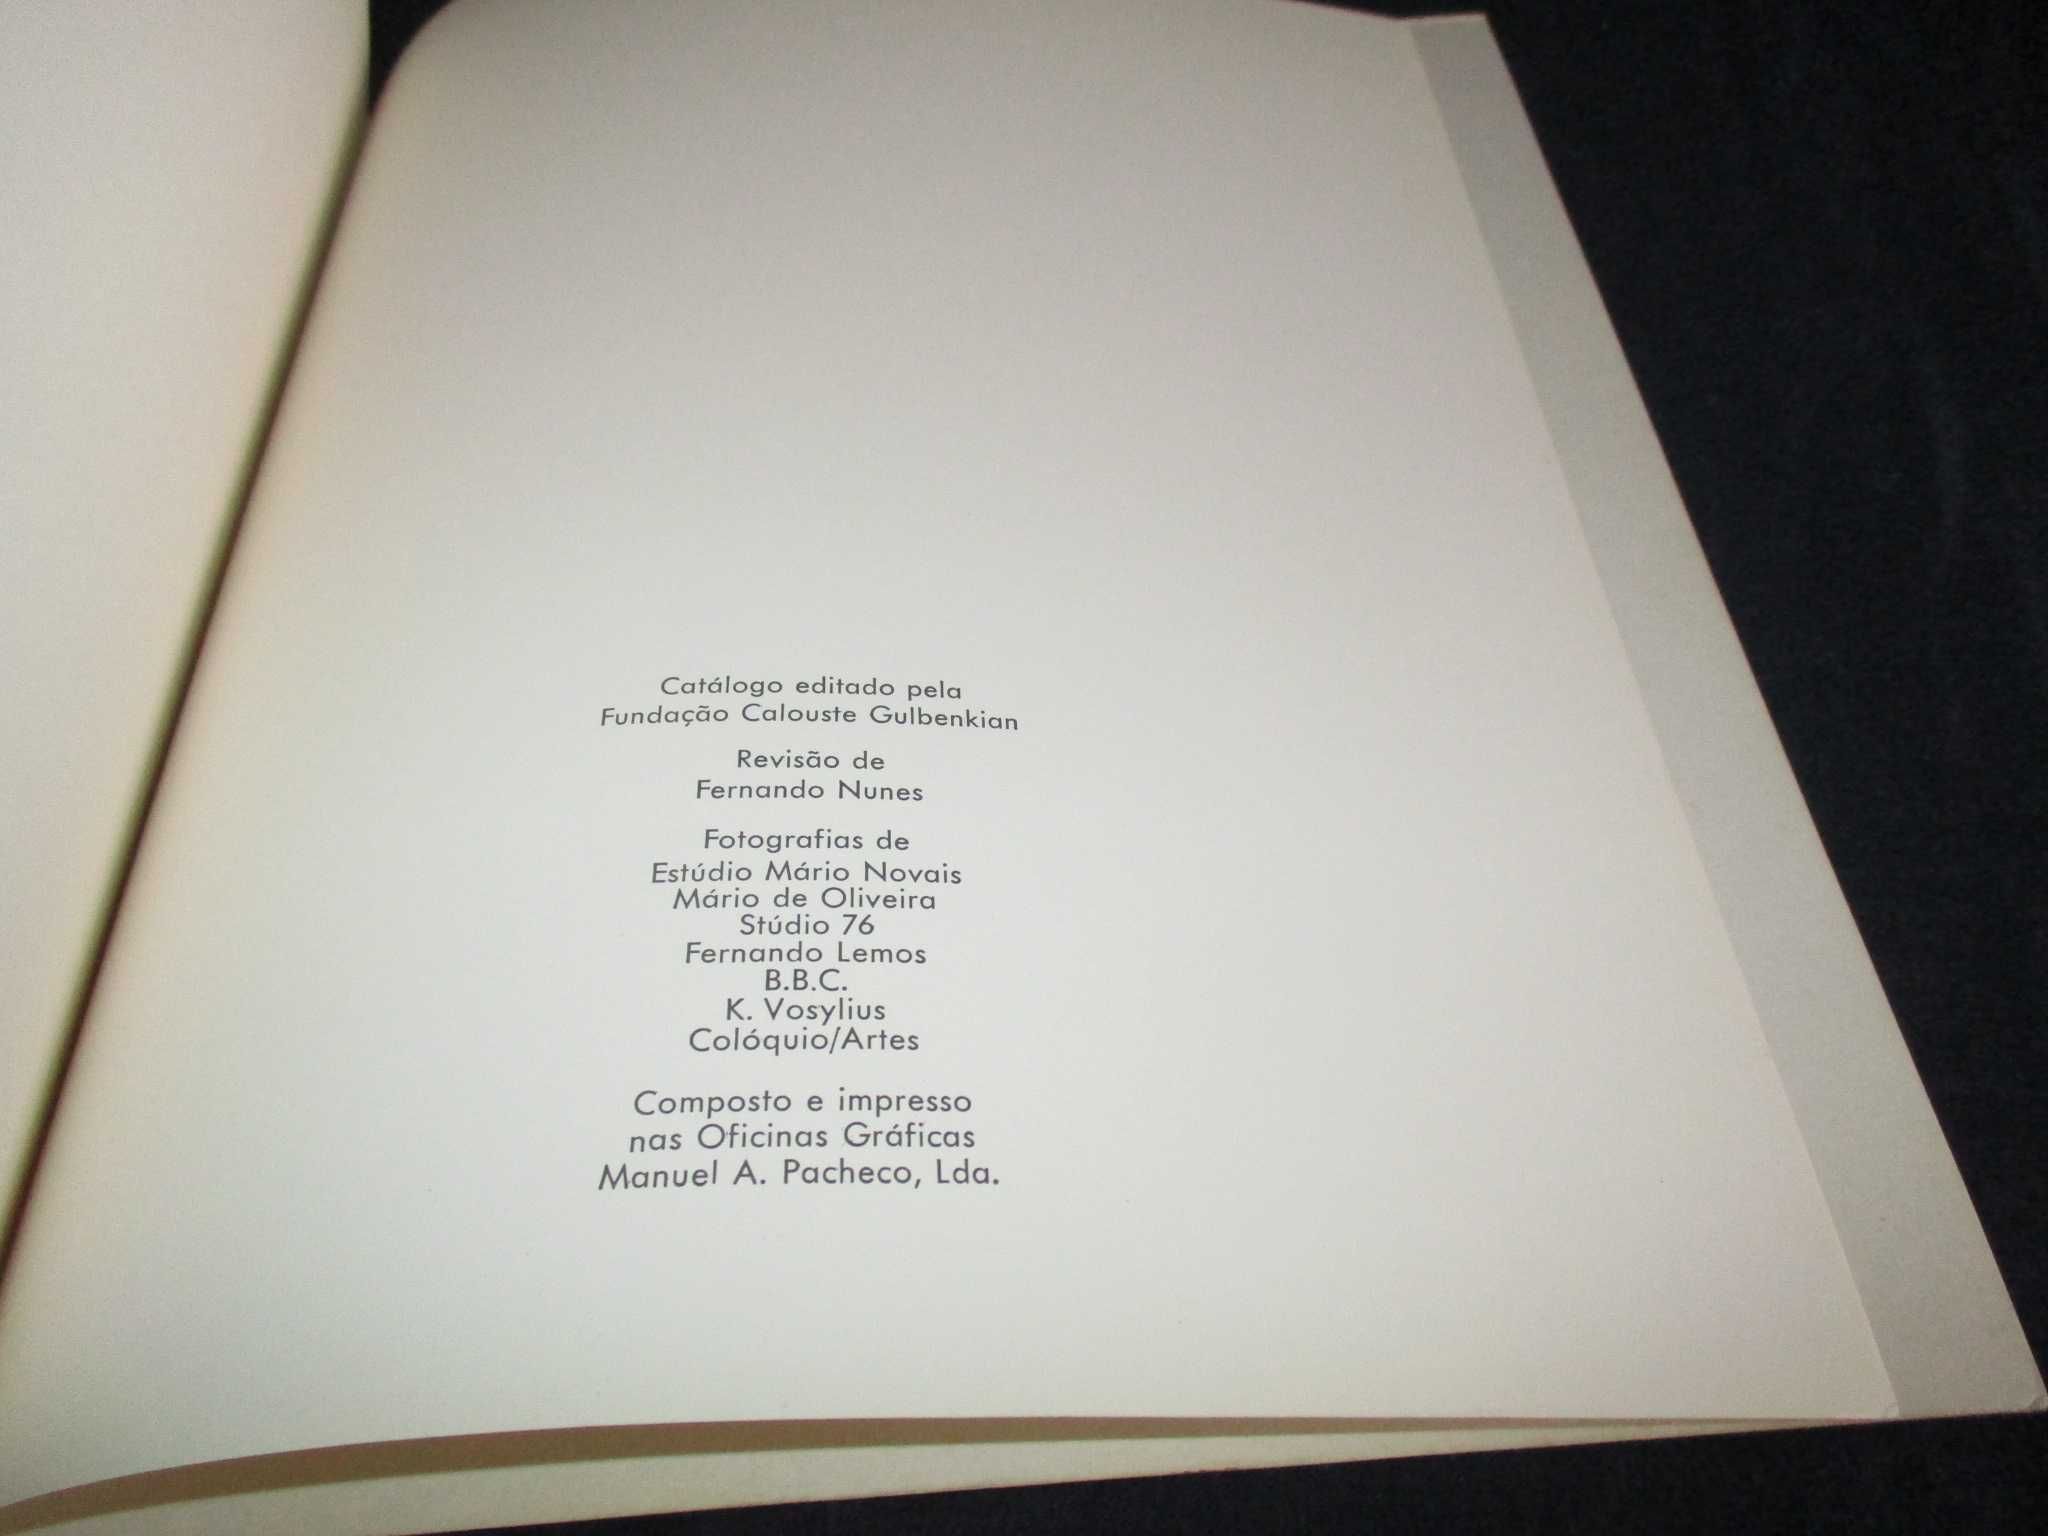 Catálogo editado pela
Fundação Calouste Gulbenkian
Revisão de
Fernando Nunes
Fotografias de
Estúdio Mário Novais
Mário de Oliveira
Stúdio 76
Fernando Lemos
B.B.C.
K. Vosylius
Colóquio/Artes
Composto e impresso
nas Oficinas Gráficas
Manuel A. Pacheco, Lda.